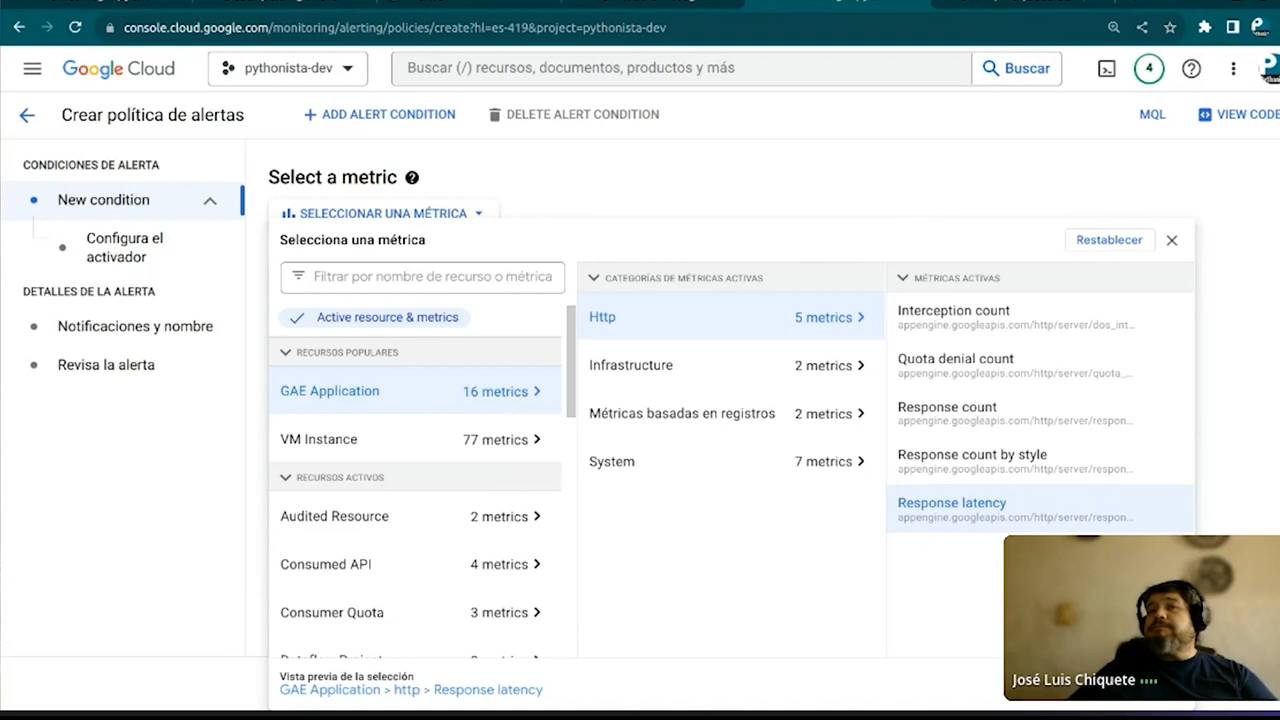 console.cloud.google.com/monitoring/alerting/policies/create?hl=es-419&project=pythonista-dev
Google Cloud
pythonista-dev
Buscar (/) recursos, documentos, productos y más
Buscar
4
Crear política de alertas
ADD ALERT CONDITION
DELETE ALERT CONDITION
MQL
VIEW CODE
CONDICIONES DE ALERTA
New condition
Configura el
activador
DETALLES DE LA ALERTA
Notificaciones y nombre
Revisa la alerta
Select a metric
SELECCIONAR UNA MÉTRICA
Selecciona una métrica
Restablecer
Filtrar por nombre de recurso o métrica
Active resource & metrics
RECURSOS POPULARES
GAE Application 16 metrics
VM Instance 77 metrics
RECURSOS ACTIVOS
Audited Resource 2 metrics
Consumed API 4 metrics
Consumer Quota 3 metrics
CATEGORÍAS DE MÉTRICAS ACTIVAS
Http 5 metrics
Infrastructure 2 metrics
Métricas basadas en registros 2 metrics
System 7 metrics
MÉTRICAS ACTIVAS
Interception count
appengine.googleapis.com/http/server/dos_int...
Quota denial count
appengine.googleapis.com/http/server/quota_...
Response count
appengine.googleapis.com/http/server/respon...
Response count by style
appengine.googleapis.com/http/server/respon...
Response latency
appengine.googleapis.com/http/server/respon...
Vista previa de la selección
GAE Application > http > Response latency
José Luis Chiquete